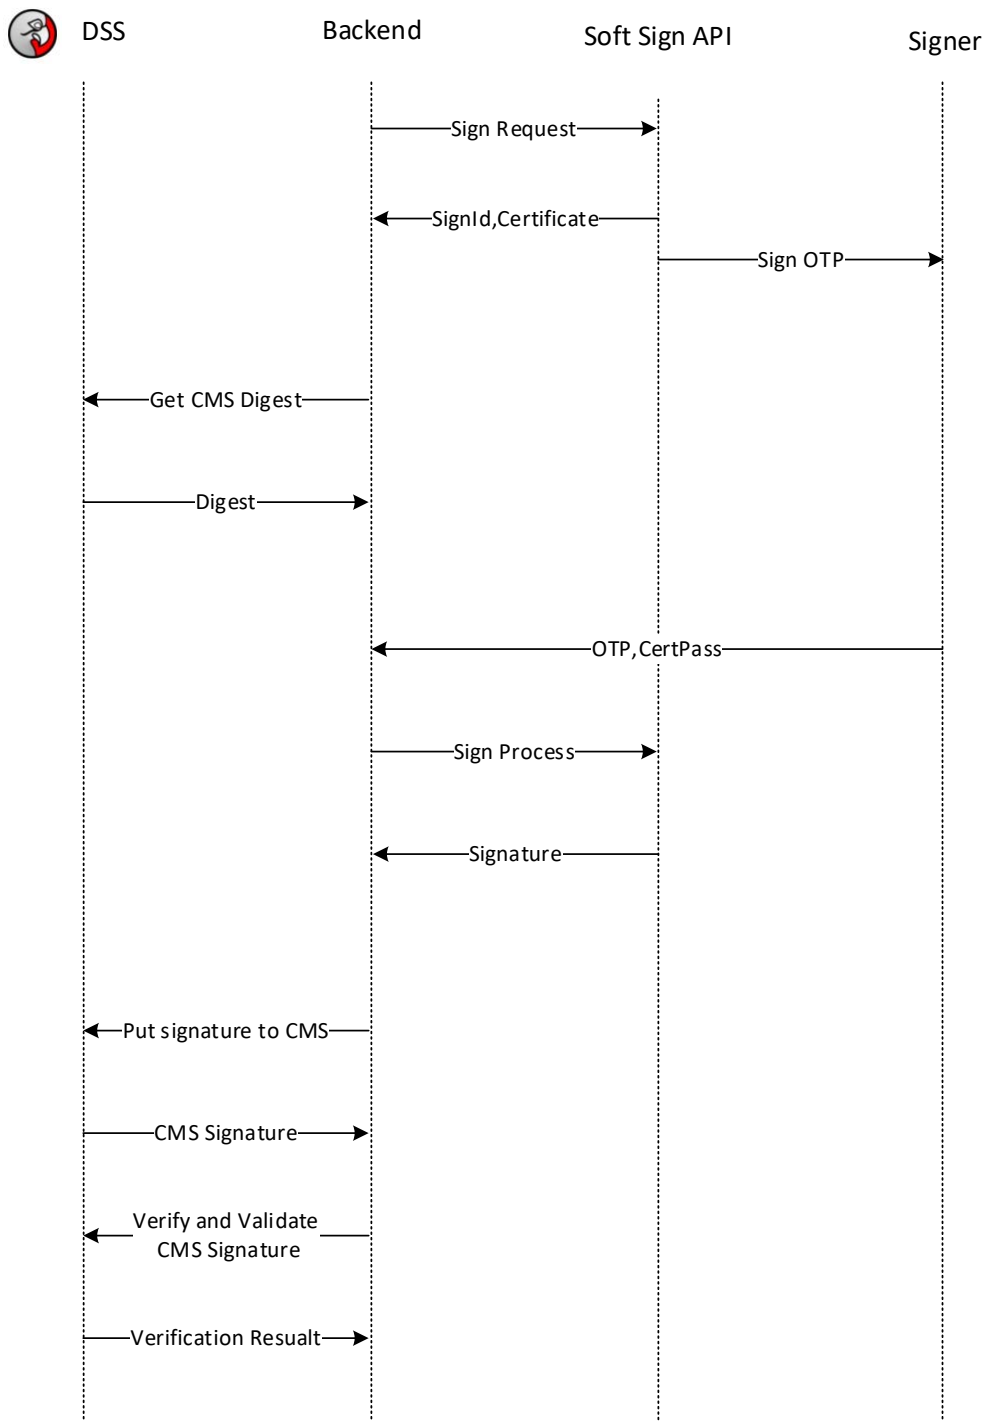 DSS
Backend
Soft Sign API
Signer
Sign Request
SignId,Certificate
Sign OTP
Get CMS Digest
Digest
OTP,CertPass
Sign Process
Signature
Put signature to CMS
CMS Signature
Verify and Validate
CMS Signature
Verification Resualt